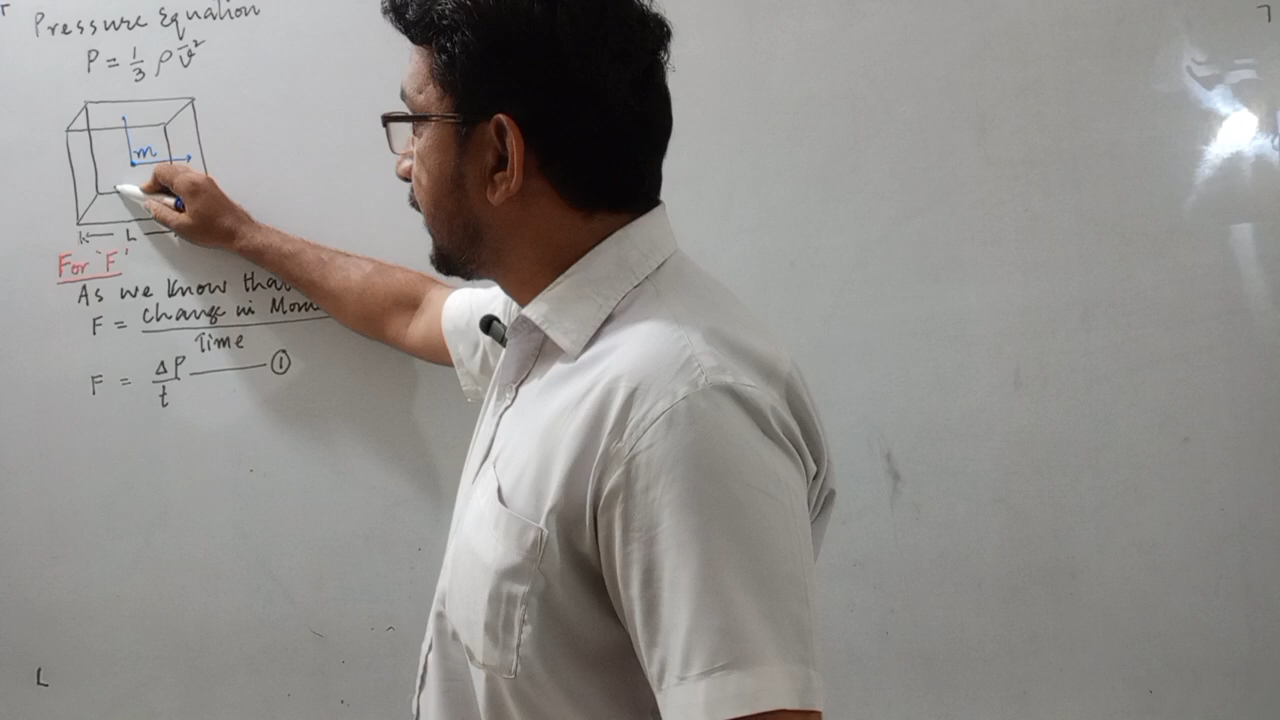 Pressure Equation
P = 1/3 ρ v̄²
m
L
For 'F'
As we know that
F = Change in Mom
Time
F = ΔP/t ①